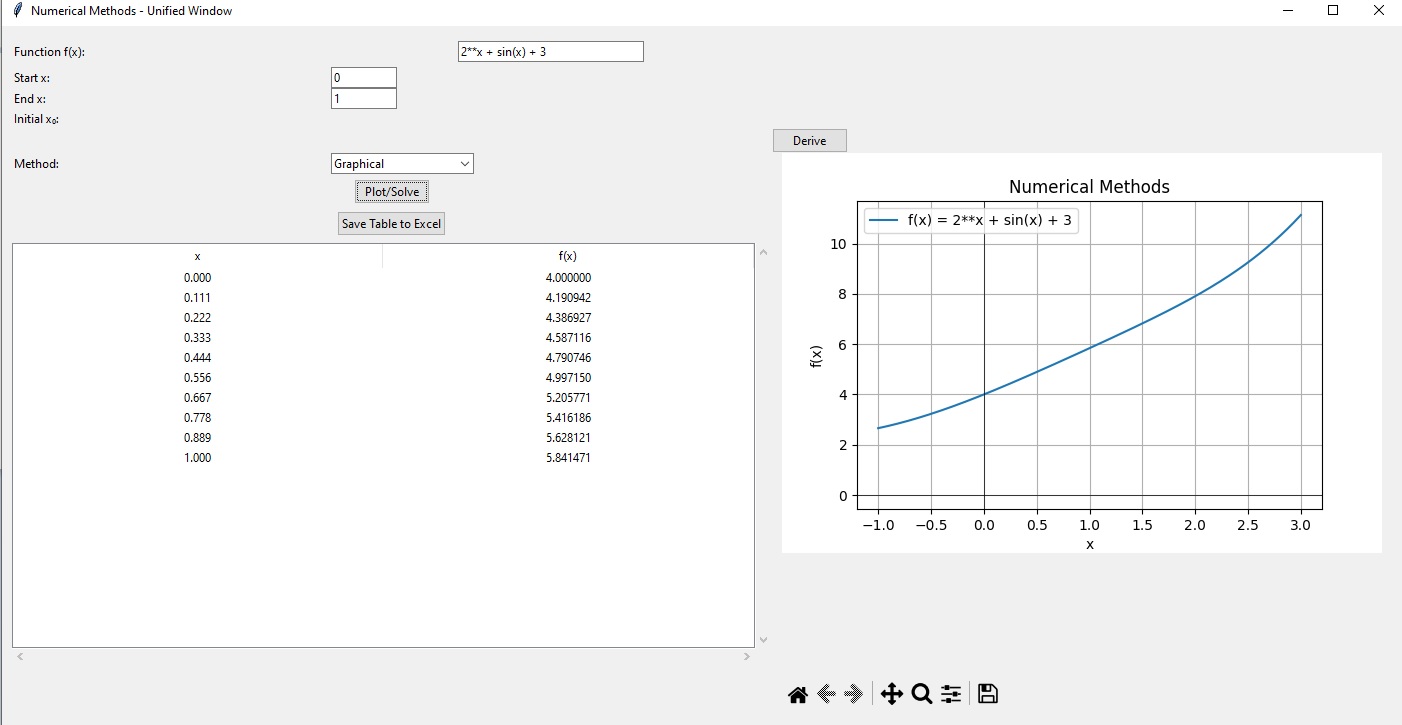 Numerical Methods - Unified Window
Function f(x):
2**x + sin(x) + 3
Start x:
0
End x:
1
Initial x₀:
Method:
Graphical
Plot/Solve
Save Table to Excel
x f(x)
0.000 4.000000
0.111 4.190942
0.222 4.386927
0.333 4.587116
0.444 4.790746
0.556 4.997150
0.667 5.205771
0.778 5.416186
0.889 5.628121
1.000 5.841471
Derive
Numerical Methods
f(x) = 2**x + sin(x) + 3
10
8
6
4
2
0
f(x)
−1.0 −0.5 0.0 0.5 1.0 1.5 2.0 2.5 3.0
x